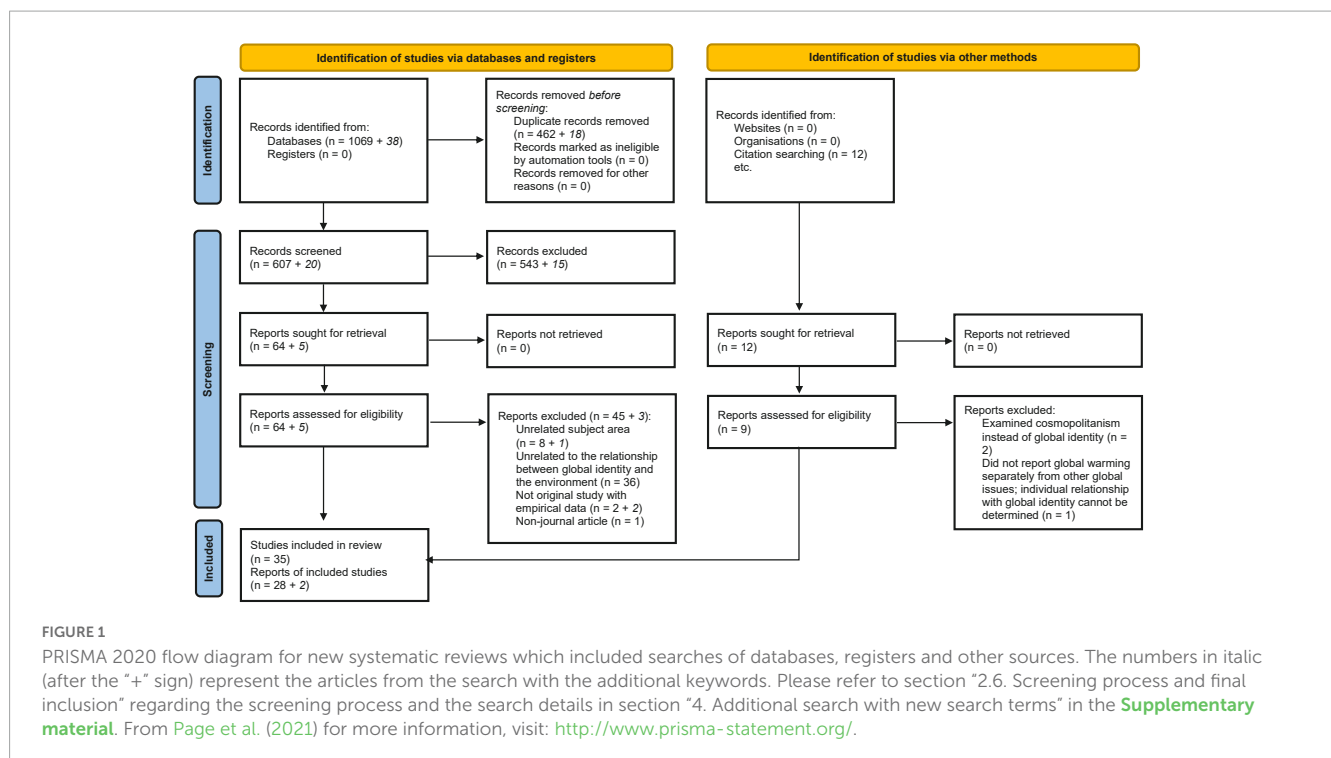 Identification of studies via databases and registers
Identification of studies via other methods
Identification
Records identified from:
Databases (n = 1069 + 38)
Registers (n = 0)
Records removed before
screening:
Duplicate records removed
(n = 462 + 18)
Records marked as ineligible
by automation tools (n = 0)
Records removed for other
reasons (n = 0)
Records identified from:
Websites (n = 0)
Organisations (n = 0)
Citation searching (n = 12)
etc.
Screening
Records screened
(n = 607 + 20)
Records excluded
(n = 543 + 15)
Reports sought for retrieval
(n = 64 + 5)
Reports not retrieved
(n = 0)
Reports sought for retrieval
(n = 12)
Reports not retrieved
(n = 0)
Reports assessed for eligibility
(n = 64 + 5)
Reports excluded (n = 45 + 3):
Unrelated subject area
(n = 8 + 1)
Unrelated to the relationship
between global identity and
the environment (n = 36)
Not original study with
empirical data (n = 2 + 2)
Non-journal article (n = 1)
Reports assessed for eligibility
(n = 9)
Reports excluded:
Examined cosmopolitanism
instead of global identity (n =
2)
Did not report global warming
separately from other global
issues; individual relationship
with global identity cannot be
determined (n = 1)
Included
Studies included in review
(n = 35)
Reports of included studies
(n = 28 + 2)
FIGURE 1
PRISMA 2020 flow diagram for new systematic reviews which included searches of databases, registers and other sources. The numbers in italic
(after the "+" sign) represent the articles from the search with the additional keywords. Please refer to section "2.6. Screening process and final
inclusion" regarding the screening process and the search details in section "4. Additional search with new search terms" in the Supplementary
material. From Page et al. (2021) for more information, visit: http://www.prisma-statement.org/.